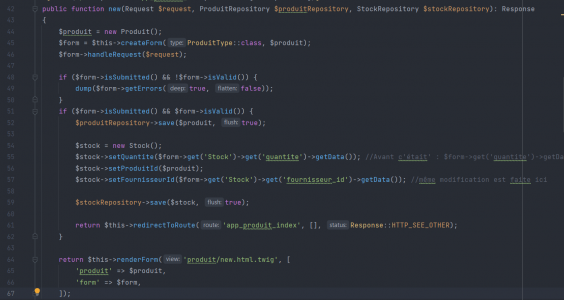 42 public function new(Request $request, ProduitRepository $produitRepository, StockRepository $stockRepository): Response
43 {
44 $produit = new Produit();
45 $form = $this->createForm( type: ProduitType::class, $produit);
46 $form->handleRequest($request);
47
48 if ($form->isSubmitted() && !$form->isValid()) {
49 dump($form->getErrors( deep: true, flatten: false));
50 }
51 if ($form->isSubmitted() && $form->isValid()) {
52 $produitRepository->save($produit, flush: true);
53
54 $stock = new Stock();
55 $stock->setQuantite($form->get('Stock')->get('quantite')->getData()); //Avant c'était' : $form->get('quantite')->getDa
56 $stock->setProduitId($produit);
57 $stock->setFournisseurId($form->get('Stock')->get('fournisseur_id')->getData()); //même modification est faite ici
58
59 $stockRepository->save($stock, flush: true);
60
61 return $this->redirectToRoute( route: 'app_produit_index', [], status: Response::HTTP_SEE_OTHER);
62 }
63
64 return $this->renderForm( view: 'produit/new.html.twig', [
65 'produit' => $produit,
66 'form' => $form,
67 ]);